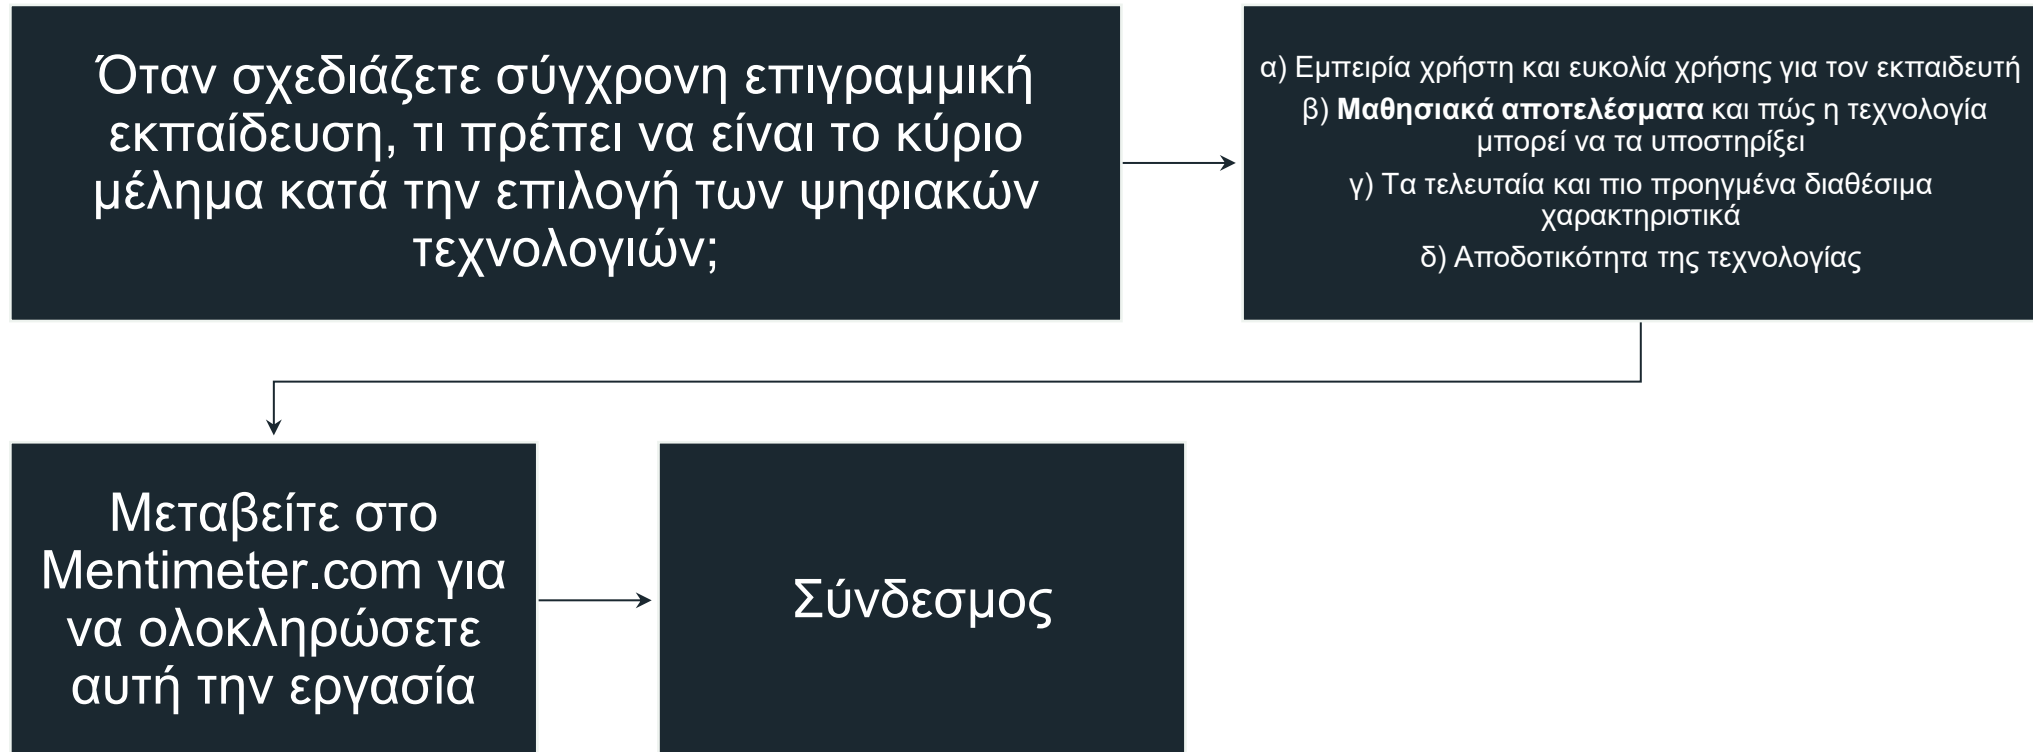 Όταν σχεδιάζετε σύγχρονη επιγραμμική
εκπαίδευση, τι πρέπει να είναι το κύριο
μέλημα κατά την επιλογή των ψηφιακών
τεχνολογιών;
α) Εμπειρία χρήστη και ευκολία χρήσης για τον εκπαιδευτή
β) Μαθησιακά αποτελέσματα και πώς η τεχνολογία
μπορεί να τα υποστηρίξει
γ) Τα τελευταία και πιο προηγμένα διαθέσιμα
χαρακτηριστικά
δ) Αποδοτικότητα της τεχνολογίας
Μεταβείτε στο
Mentimeter.com για
να ολοκληρώσετε
αυτή την εργασία
Σύνδεσμος